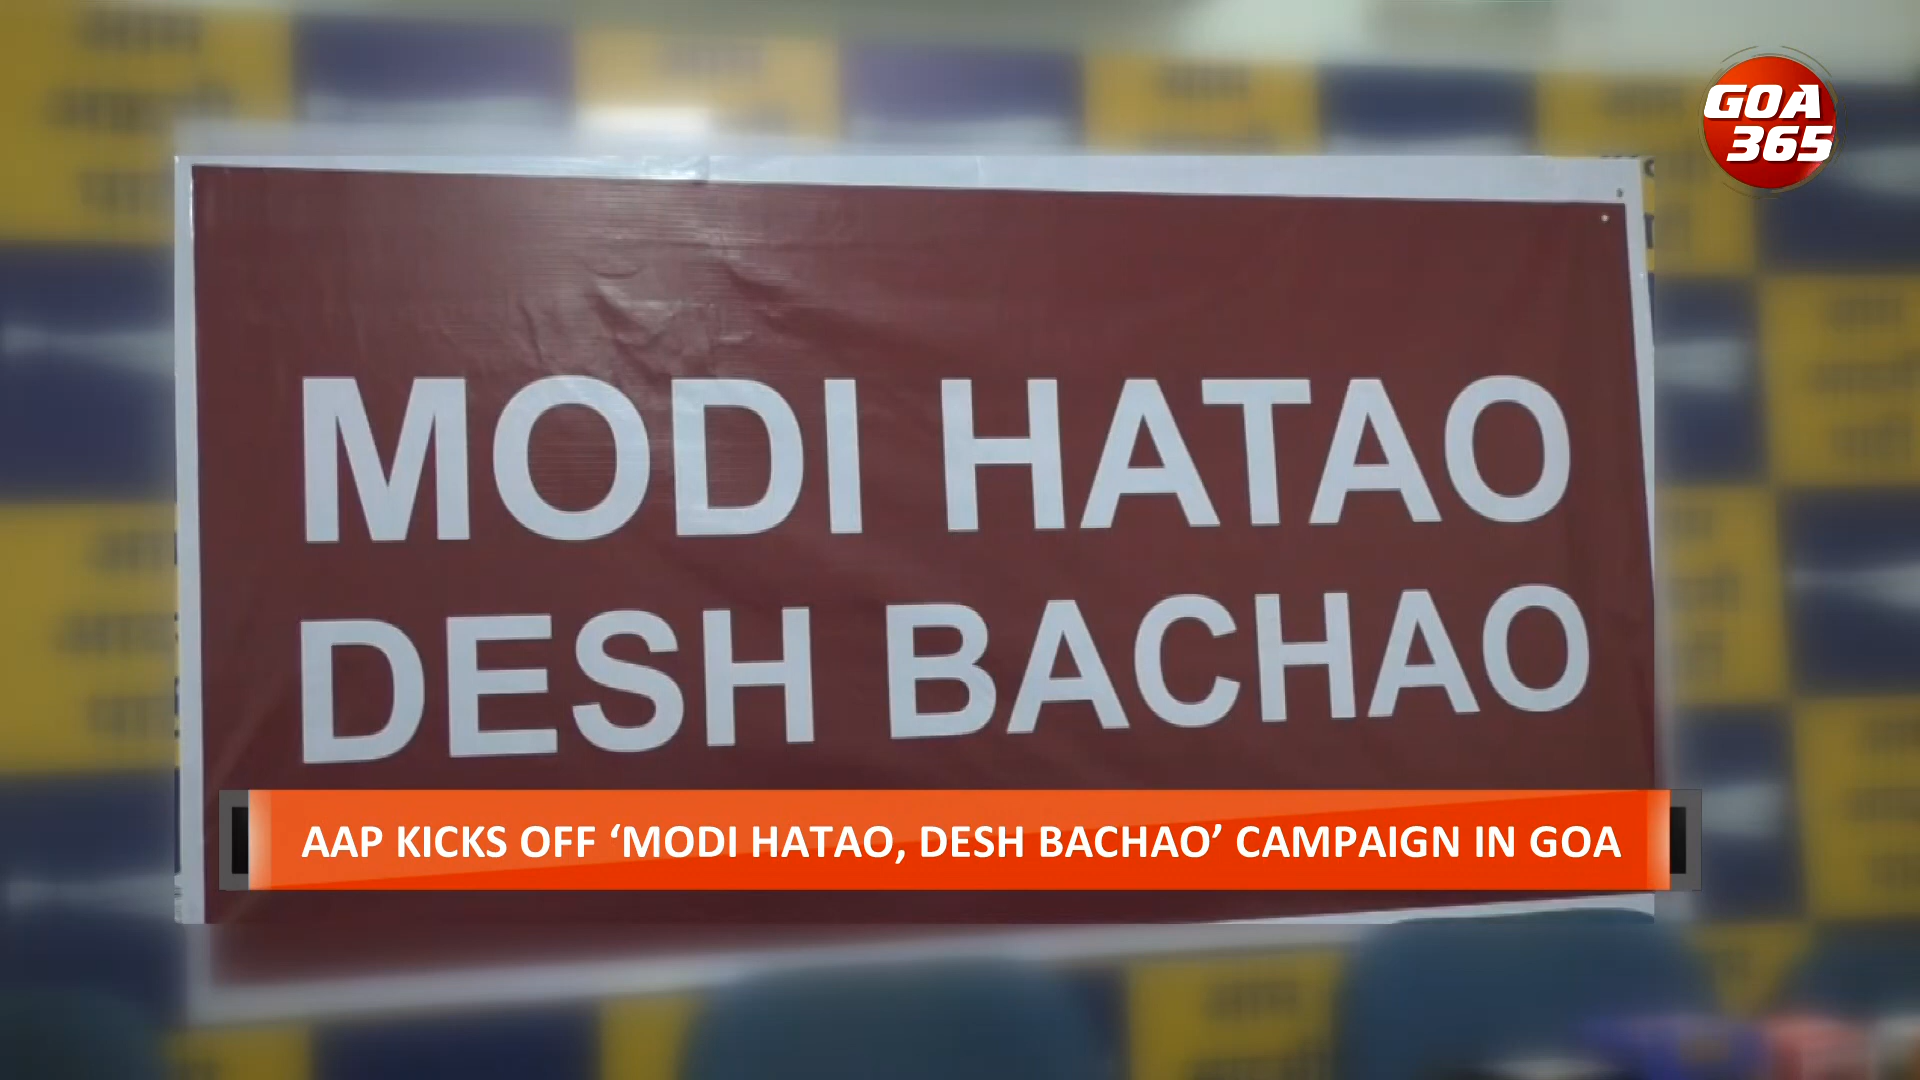 GOA
365
MODI HATAO
DESH BACHAO
AAP KICKS OFF ‘MODI HATAO, DESH BACHAO’ CAMPAIGN IN GOA